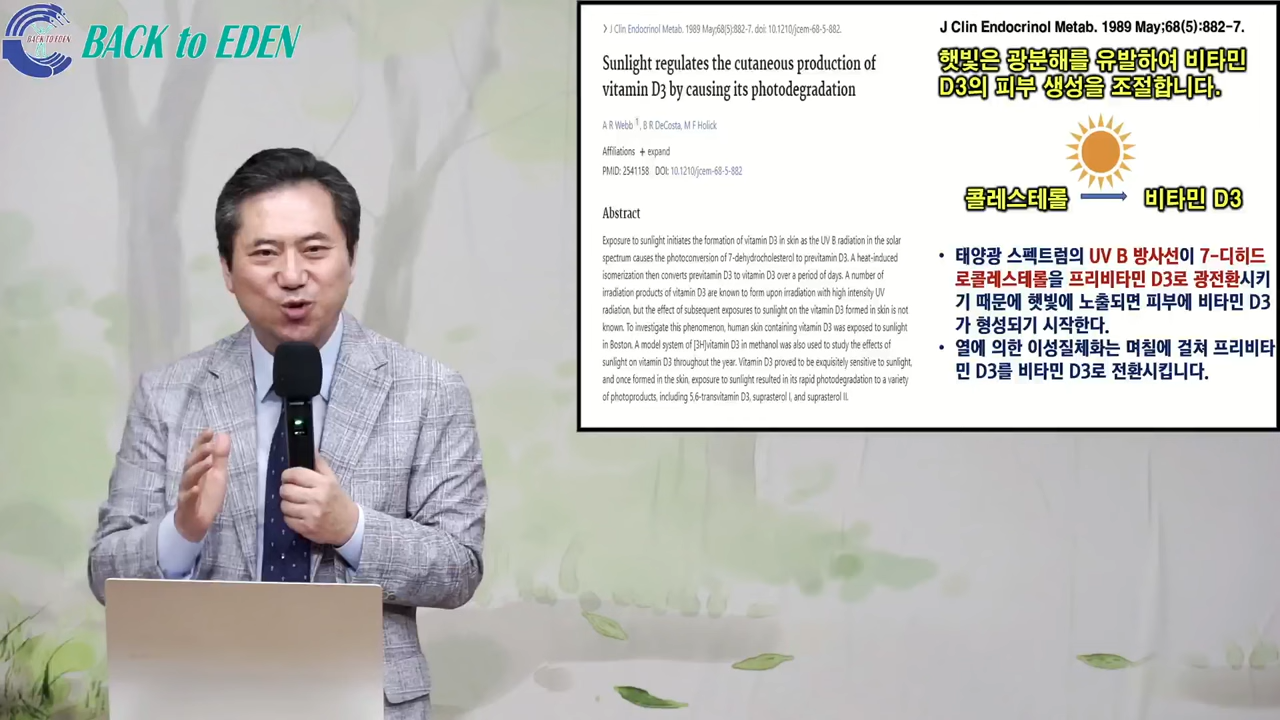 BACK TO EDEN
BACK to EDEN
> J Clin Endocrinol Metab. 1989 May;68(5):882-7. doi: 10.1210/jcem-68-5-882.
Sunlight regulates the cutaneous production of
vitamin D3 by causing its photodegradation
A R Webb 1, B R DeCosta, M F Holick
Affiliations + expand
PMID: 2541158 DOI: 10.1210/jcem-68-5-882
Abstract
Exposure to sunlight initiates the formation of vitamin D3 in skin as the UV B radiation in the solar
spectrum causes the photoconversion of 7-dehydrocholesterol to previtamin D3. A heat-induced
isomerization then converts previtamin D3 to vitamin D3 over a period of days. A number of
irradiation products of vitamin D3 are known to form upon irradiation with high intensity UV
radiation, but the effect of subsequent exposures to sunlight on the vitamin D3 formed in skin is not
known. To investigate this phenomenon, human skin containing vitamin D3 was exposed to sunlight
in Boston. A model system of [3H]vitamin D3 in methanol was also used to study the effects of
sunlight on vitamin D3 throughout the year. Vitamin D3 proved to be exquisitely sensitive to sunlight,
and once formed in the skin, exposure to sunlight resulted in its rapid photodegradation to a variety
of photoproducts, including 5,6-transvitamin D3, suprasterol I, and suprasterol II.
J Clin Endocrinol Metab. 1989 May;68(5):882-7.
햇빛은 광분해를 유발하여 비타민
D3의 피부 생성을 조절합니다.
콜레스테롤 비타민 D3
• 태양광 스펙트럼의 UV B 방사선이 7-디히드
로콜레스테롤을 프리비타민 D3로 광전환시키
기 때문에 햇빛에 노출되면 피부에 비타민 D3
가 형성되기 시작한다.
• 열에 의한 이성질체화는 며칠에 걸쳐 프리비타
민 D3를 비타민 D3로 전환시킵니다.